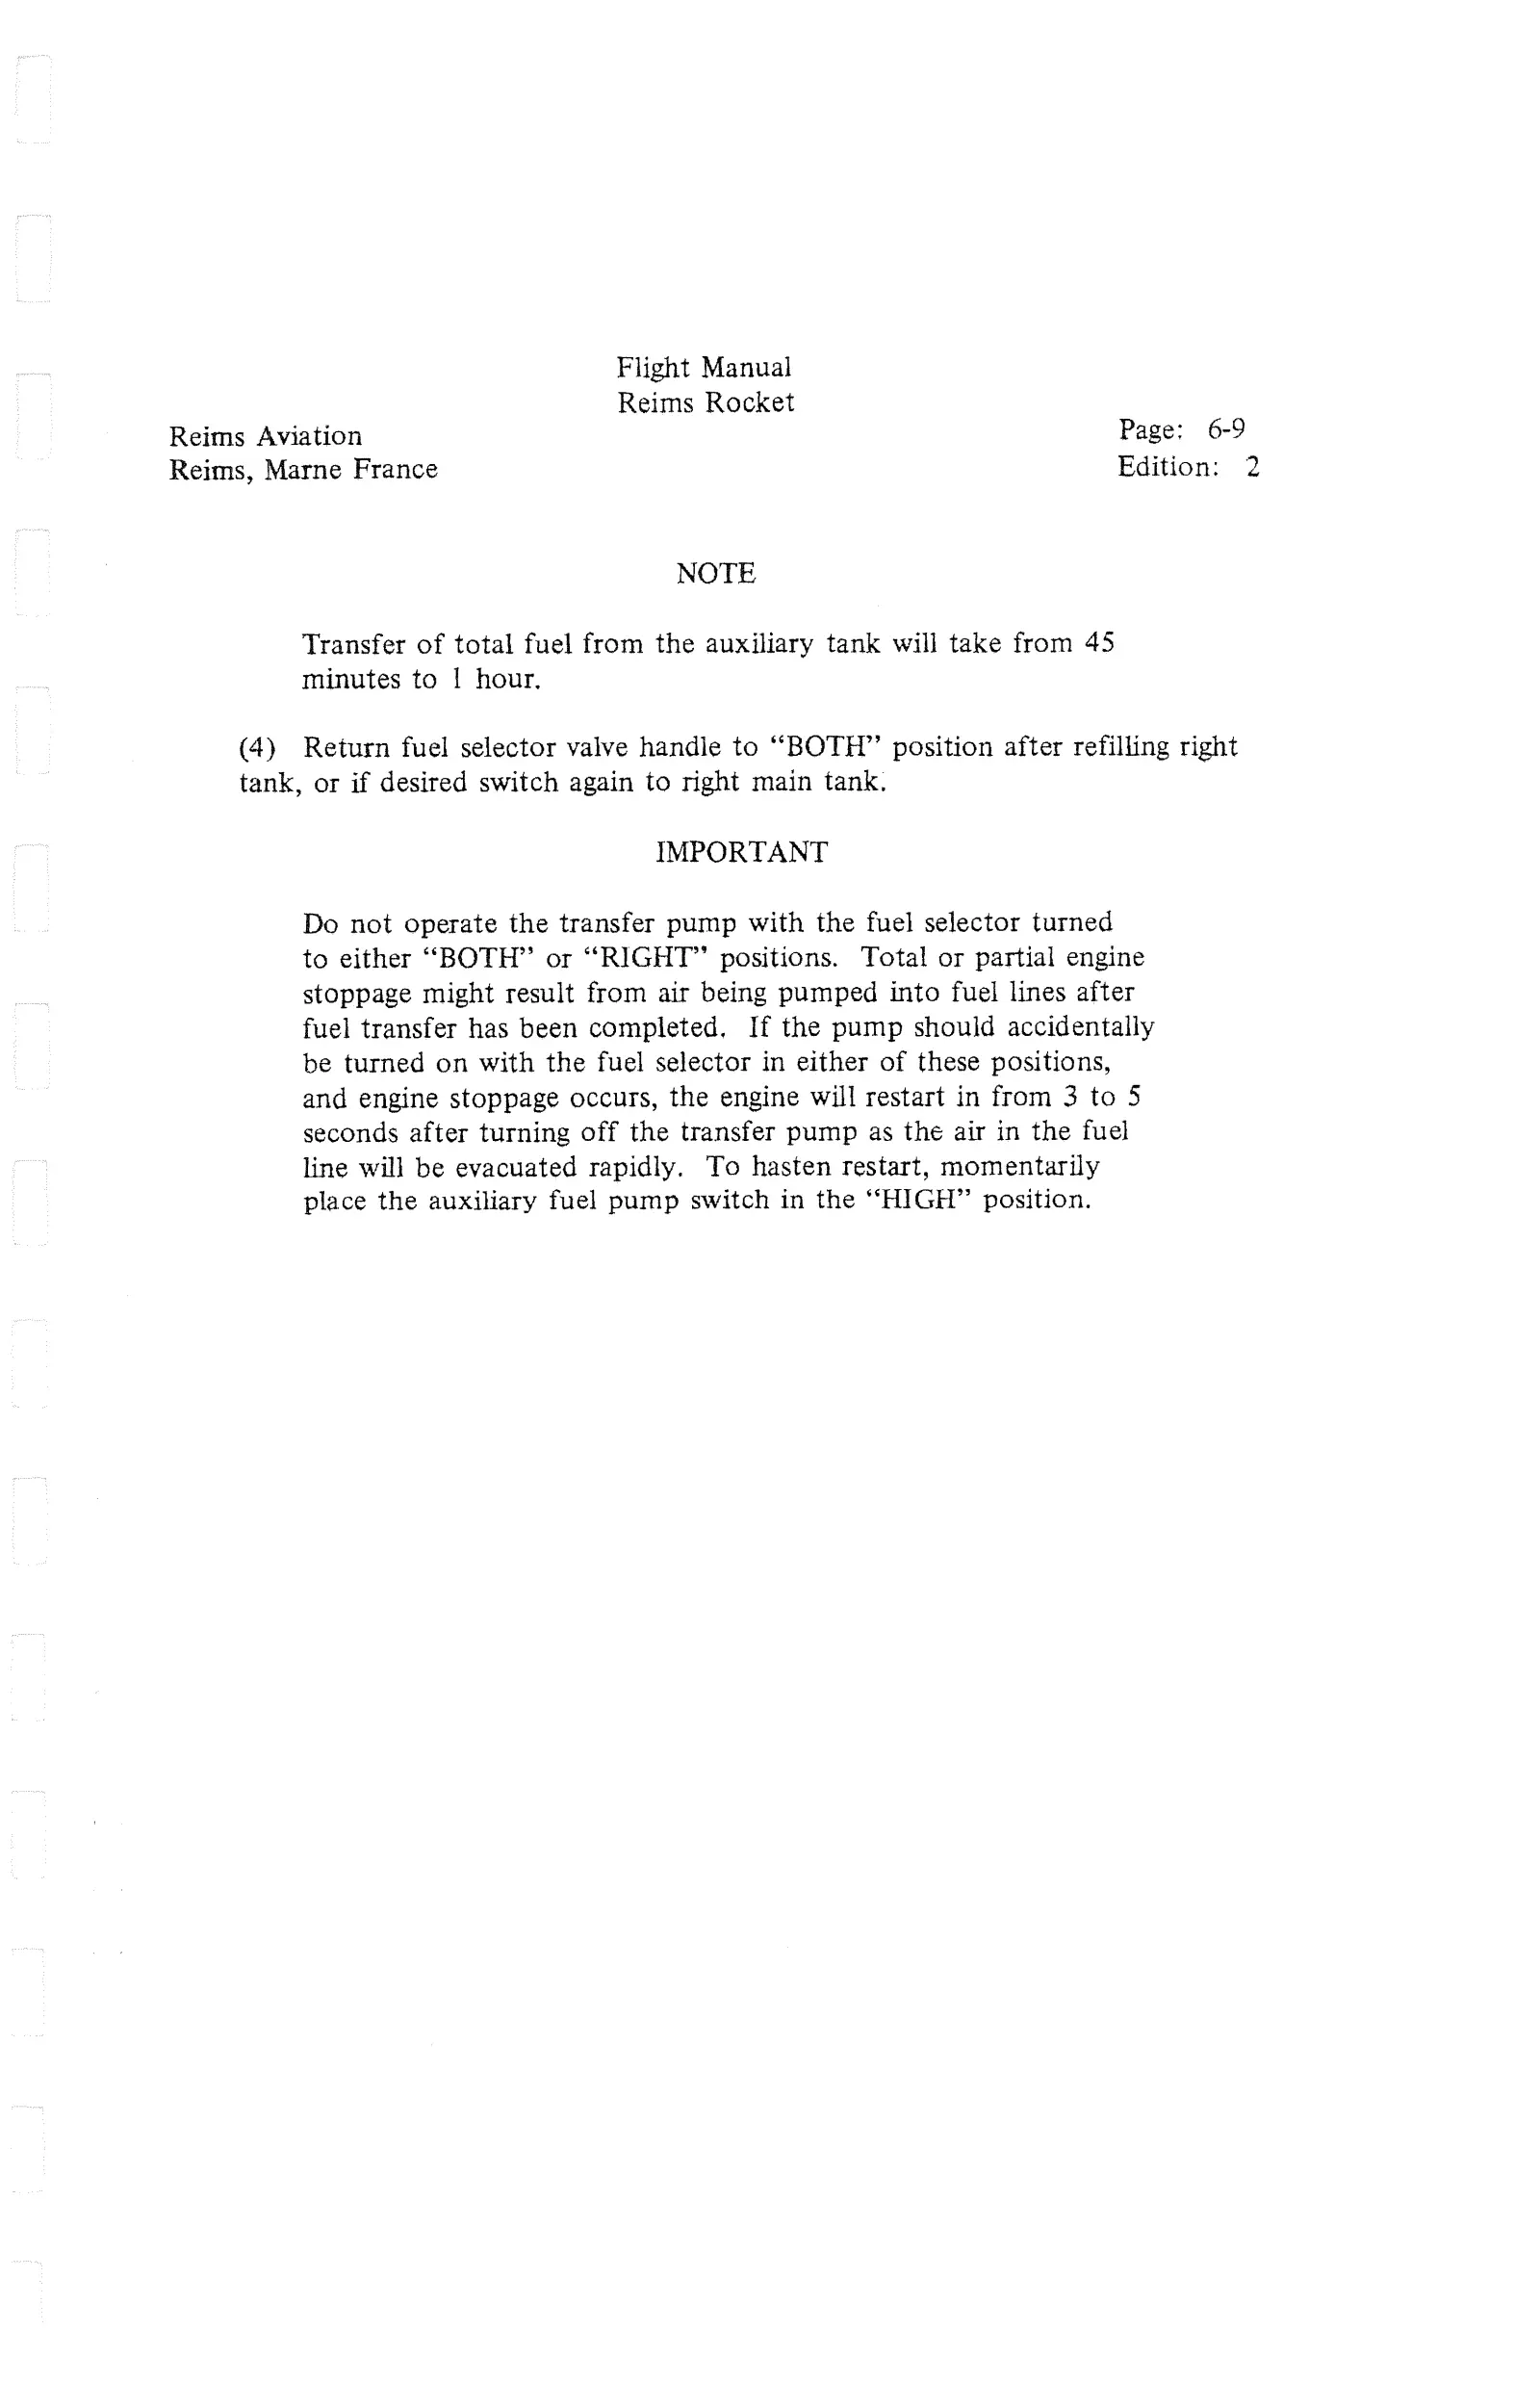 Flight Manual
Reims Rocket
Reims Aviation
Reims, Marne France
Page: 6-9
Edition: 2
NOTE
Transfer of total fuel from the auxiliary tank will take from 45
minutes to 1 hour.
(4) Return fuel selector valve handle to “BOTH” position after refilling right
tank, or if desired switch again to right main tank.
IMPORTANT
Do not operate the transfer pump with the fuel selector turned
to either “BOTH” or “RIGHT” positions. Total or partial engine
stoppage might result from air being pumped into fuel lines after
fuel transfer has been completed. If the pump should accidentally
be turned on with the fuel selector in either of these positions,
and engine stoppage occurs, the engine will restart in from 3 to 5
seconds after turning off the transfer pump as the air in the fuel
line will be evacuated rapidly. To hasten restart, momentarily
place the auxiliary fuel pump switch in the “HIGH” position.